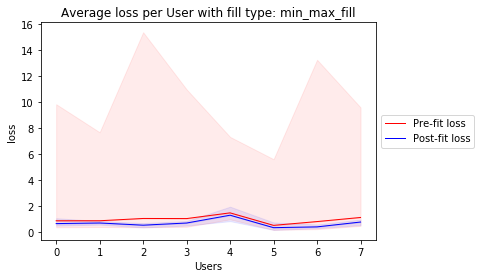 Average loss per User with fill type: min_max_fill
16
14
12
10
8
6
4
2
0
loss
0 1 2 3 4 5 6 7
Users
Pre-fit loss
Post-fit loss